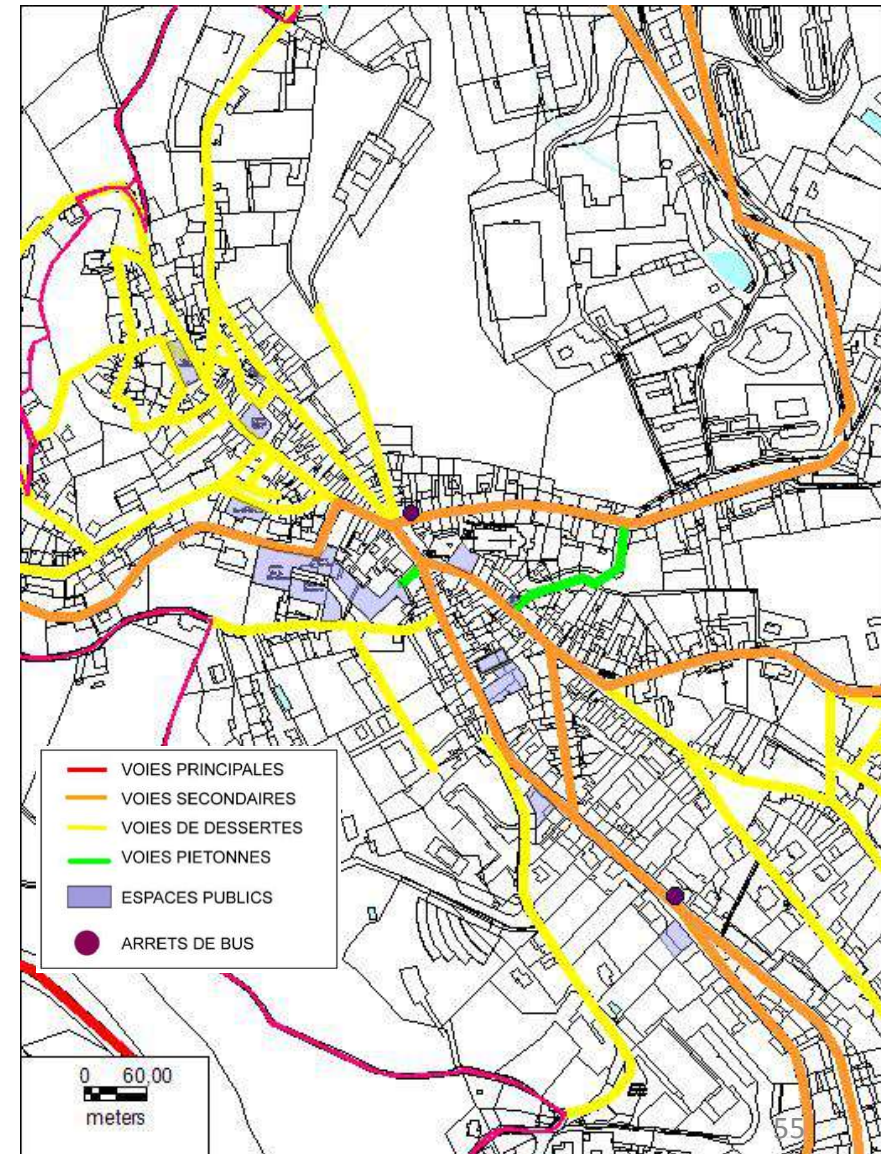 VOIES PRINCIPALES
VOIES SECONDAIRES
VOIES DE DESSERTES
VOIES PIETONNES
ESPACES PUBLICS
ARRETS DE BUS
0 60,00
meters
55